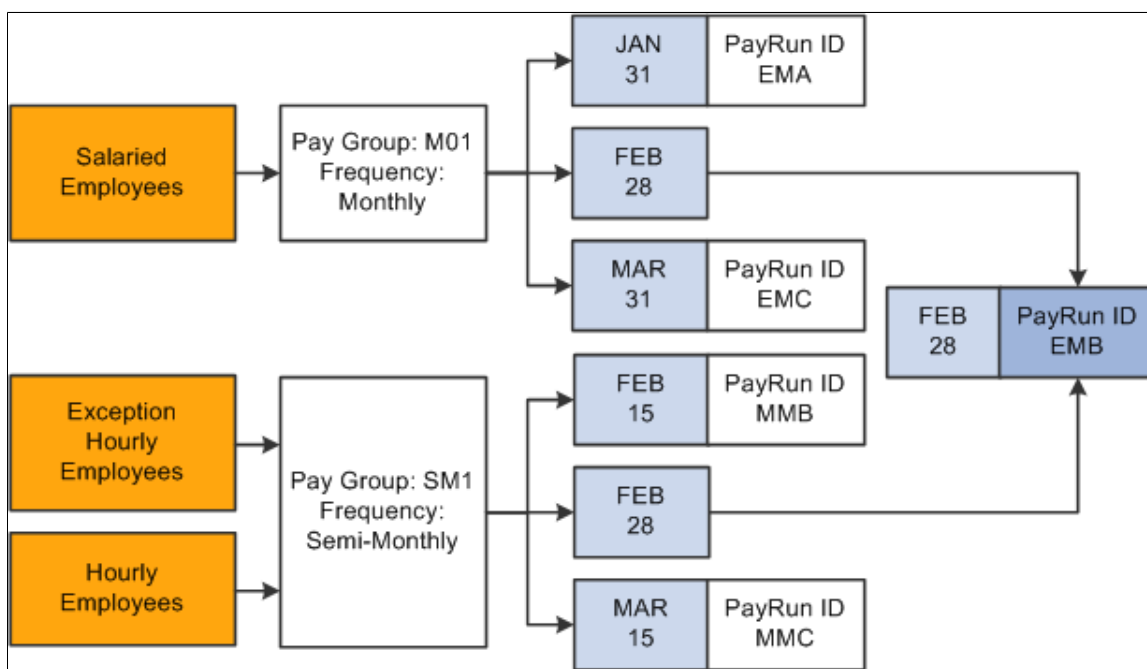 Salaried
Employees
Pay Group: M01
Frequency:
Monthly
JAN
31
PayRun ID
EMA
FEB
28
MAR
31
PayRun ID
EMC
FEB
28
PayRun ID
EMB
Exception
Hourly
Employees
Hourly
Employees
Pay Group: SM1
Frequency:
Semi-Monthly
FEB
15
PayRun ID
MMB
FEB
28
MAR
15
PayRun ID
MMC